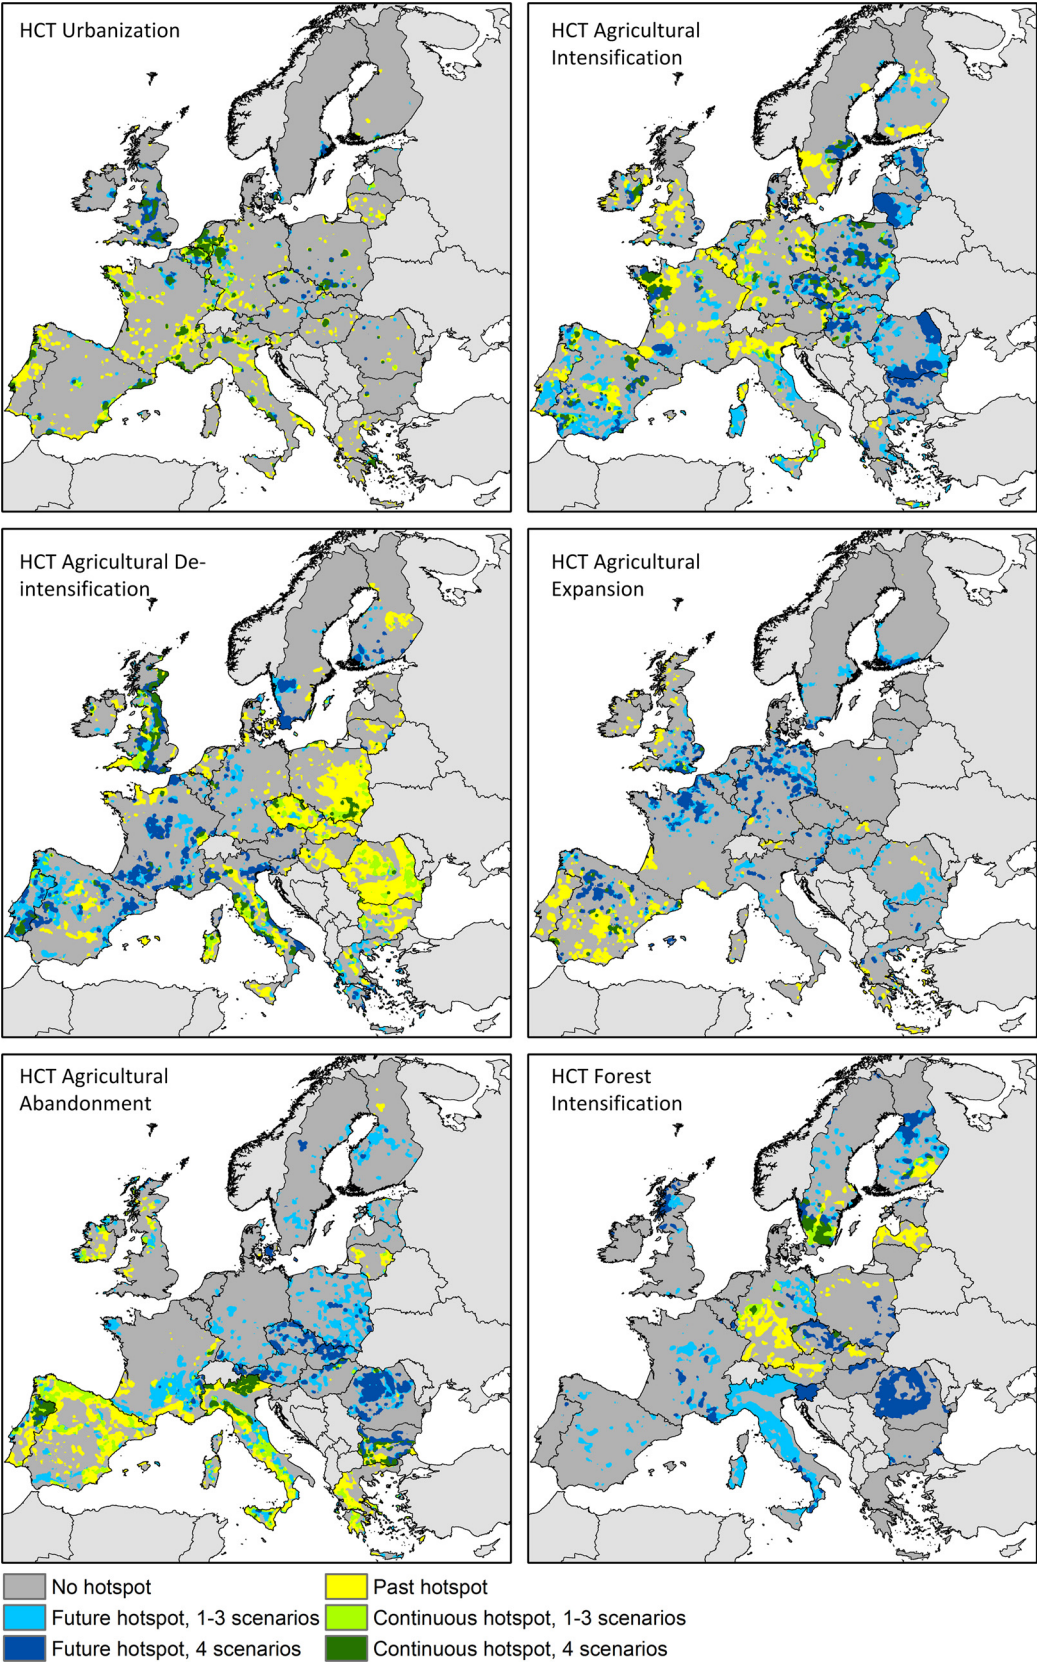 HCT Urbanization
HCT Agricultural
Intensification
HCT Agricultural De-
intensification
HCT Agricultural
Expansion
HCT Agricultural
Abandonment
HCT Forest
Intensification
No hotspot
Past hotspot
Future hotspot, 1-3 scenarios
Continuous hotspot, 1-3 scenarios
Future hotspot, 4 scenarios
Continuous hotspot, 4 scenarios